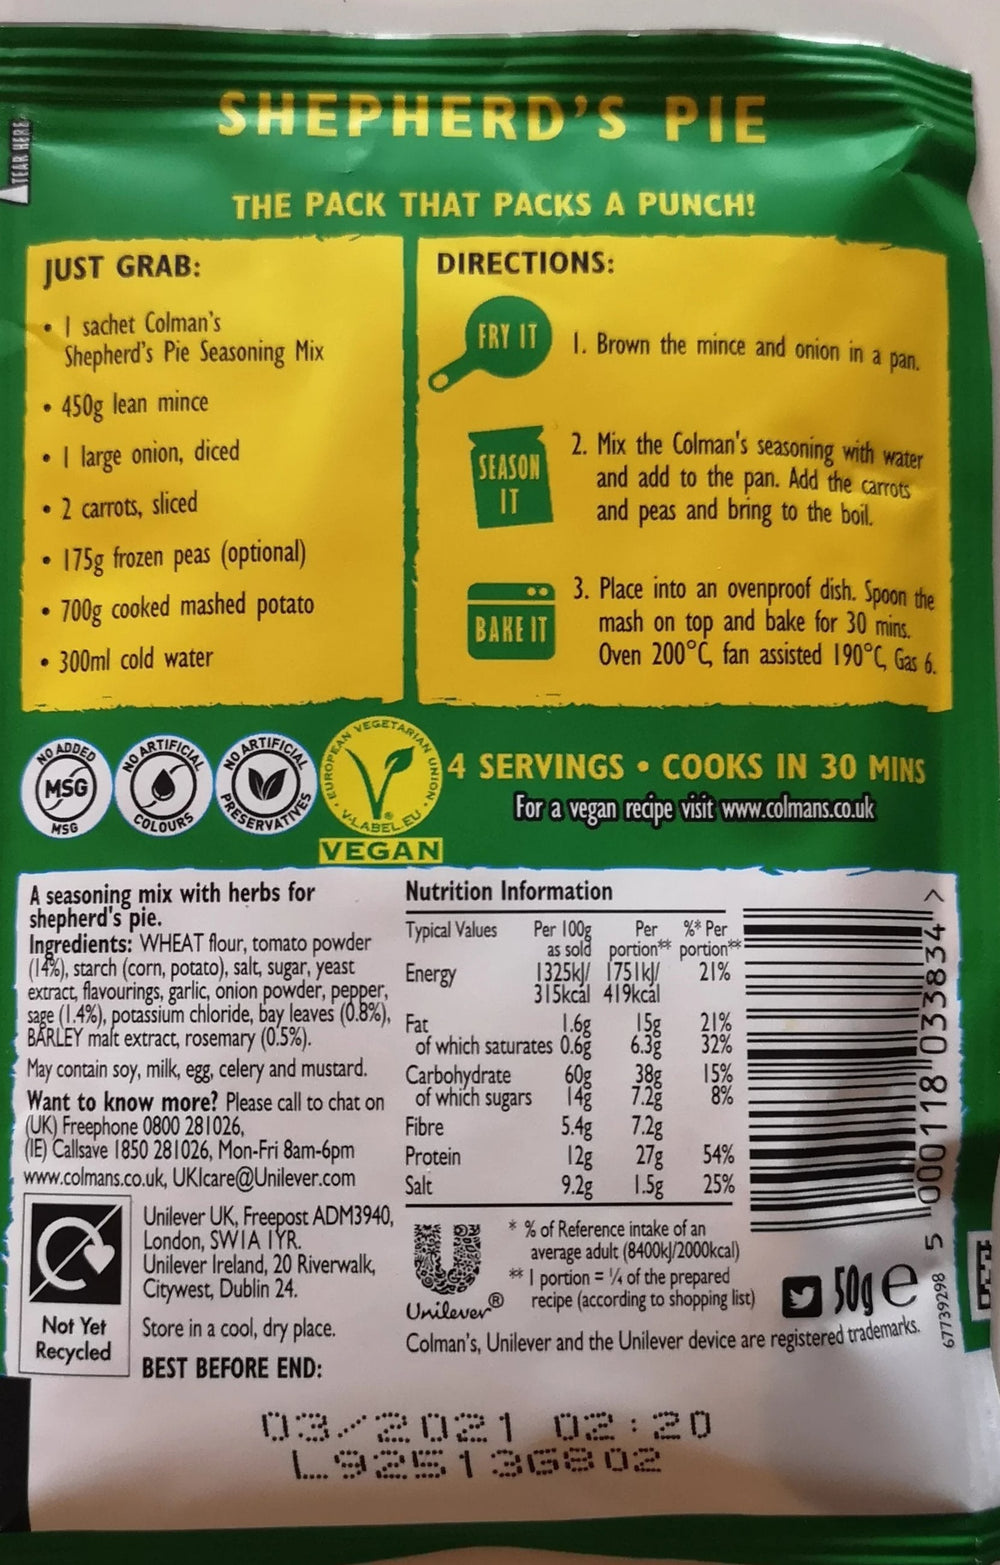 TEAR HERE
SHEPHERD'S PIE
THE PACK THAT PACKS A PUNCH!
JUST GRAB:
• 1 sachet Colman's
Shepherd's Pie Seasoning Mix
• 450g lean mince
• 1 large onion, diced
• 2 carrots, sliced
• 175g frozen peas (optional)
• 700g cooked mashed potato
• 300ml cold water
DIRECTIONS:
FRY IT
1. Brown the mince and onion in a pan.
SEASON
IT
2. Mix the Colman's seasoning with water
and add to the pan. Add the carrots
and peas and bring to the boil.
BAKE IT
3. Place into an ovenproof dish. Spoon the
mash on top and bake for 30 mins.
Oven 200°C, fan assisted 190°C, Gas 6.
NO ADDED
MSG
MSG
NO ARTIFICIAL
COLOURS
NO ARTIFICIAL
PRESERVATIVES
EUROPEAN VEGETARIAN UNION
V-LABEL.EU
VEGAN
4 SERVINGS • COOKS IN 30 MINS
For a vegan recipe visit www.colmans.co.uk
A seasoning mix with herbs for
shepherd's pie.
Ingredients: WHEAT flour, tomato powder
(14%), starch (corn, potato), salt, sugar, yeast
extract, flavourings, garlic, onion powder, pepper,
sage (1.4%), potassium chloride, bay leaves (0.8%),
BARLEY malt extract, rosemary (0.5%).
May contain soy, milk, egg, celery and mustard.
Want to know more? Please call to chat on
(UK) Freephone 0800 281026,
(IE) Callsave 1850 281026, Mon-Fri 8am-6pm
www.colmans.co.uk, UKIcare@Unilever.com
Not Yet
Recycled
Unilever UK, Freepost ADM3940,
London, SW1A 1YR.
Unilever Ireland, 20 Riverwalk,
Citywest, Dublin 24.
Store in a cool, dry place.
BEST BEFORE END:
Nutrition Information
Typical Values Per 100g Per %* Per
as sold portion** portion**
Energy 1325kJ/ 1751kJ/ 21%
315kcal 419kcal
Fat 1.6g 15g 21%
of which saturates 0.6g 6.3g 32%
Carbohydrate 60g 38g 15%
of which sugars 14g 7.2g 8%
Fibre 5.4g 7.2g
Protein 12g 27g 54%
Salt 9.2g 1.5g 25%
Unilever®
* % of Reference intake of an
average adult (8400kJ/2000kcal)
** 1 portion = 1/4 of the prepared
recipe (according to shopping list)
50g e
Colman's, Unilever and the Unilever device are registered trademarks.
5 000118 033834 >
67739298
03/2021 02:20
L92513G802